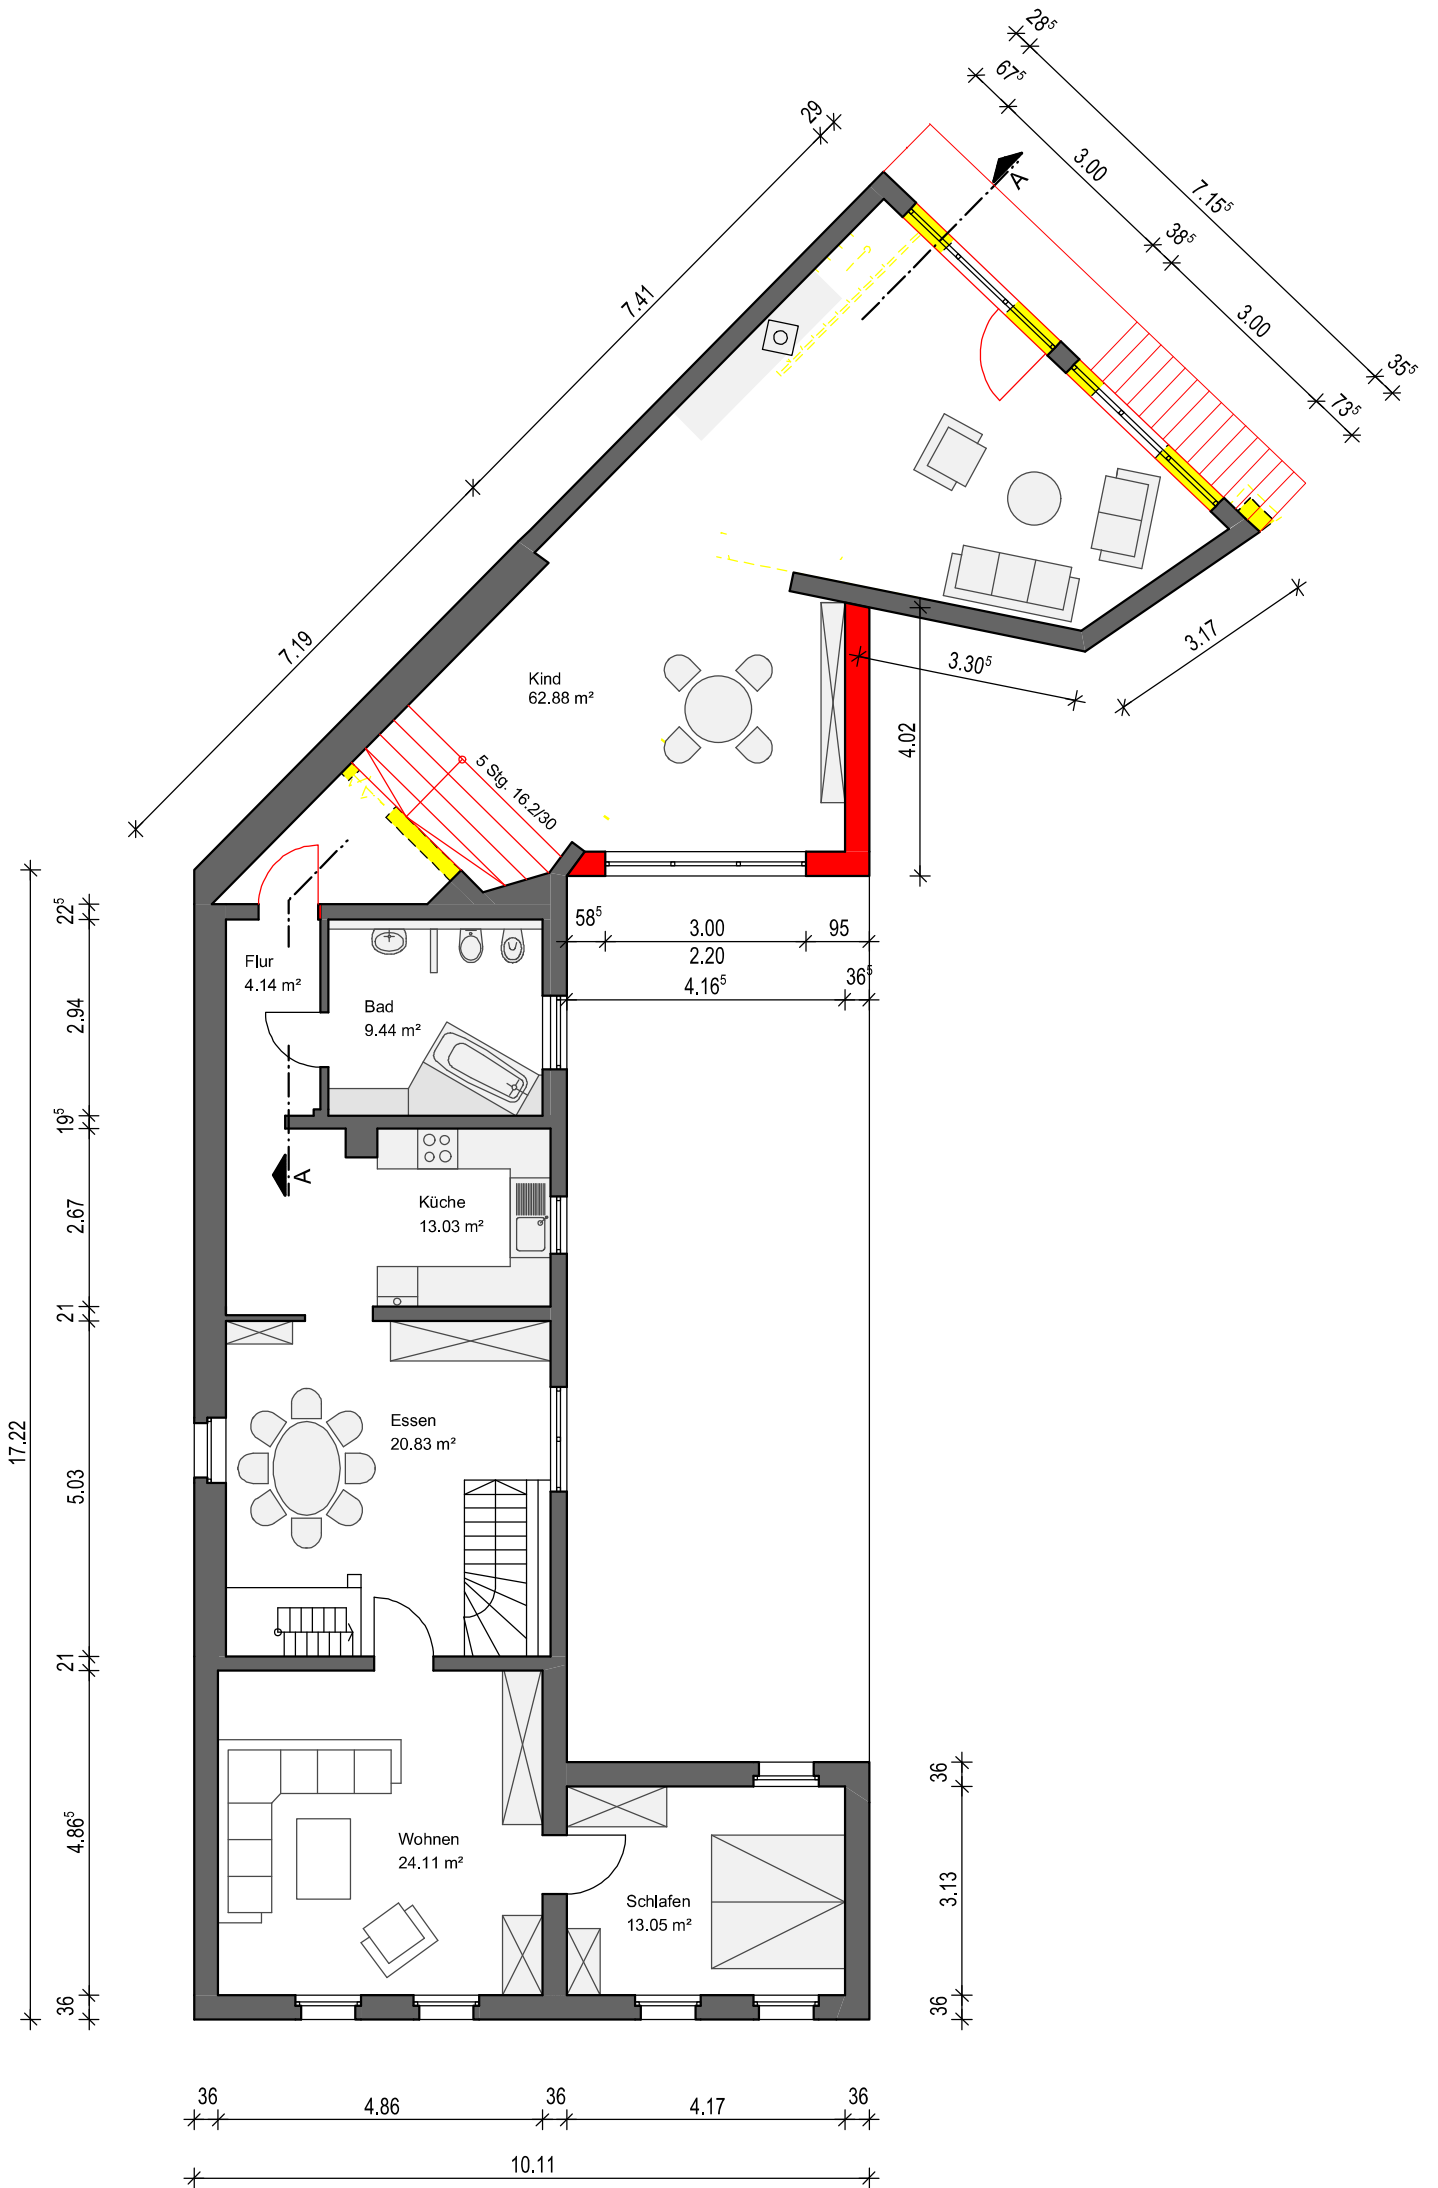 28⁵
67⁵
29
3.00
7.15⁵
A
38⁵
7.41
3.00
35⁵
73⁵
7.19
3.17
3.30⁵
Kind
62.88 m²
4.02
5 Stg. 16.2/30
22⁵
58⁵
3.00
95
2.20
4.16⁵
36⁵
Flur
4.14 m²
2.94
Bad
9.44 m²
19⁵
A
2.67
Küche
13.03 m²
21
17.22
Essen
20.83 m²
5.03
21
36
4.86⁵
Wohnen
24.11 m²
3.13
Schlafen
13.05 m²
36
36
36
4.86
36
4.17
36
10.11